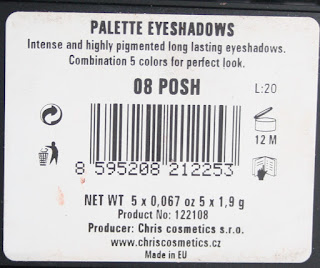 PALETTE EYESHADOWS
Intense and highly pigmented long lasting eyeshadows.
Combination 5 colors for perfect look.
08 POSH
L:20
12 M
8 595208 212253
NET WT 5 x 0,067 oz 5 x 1,9 g
Product No: 122108
Producer: Chris cosmetics s.r.o.
www.chriscosmetics.cz
Made in EU